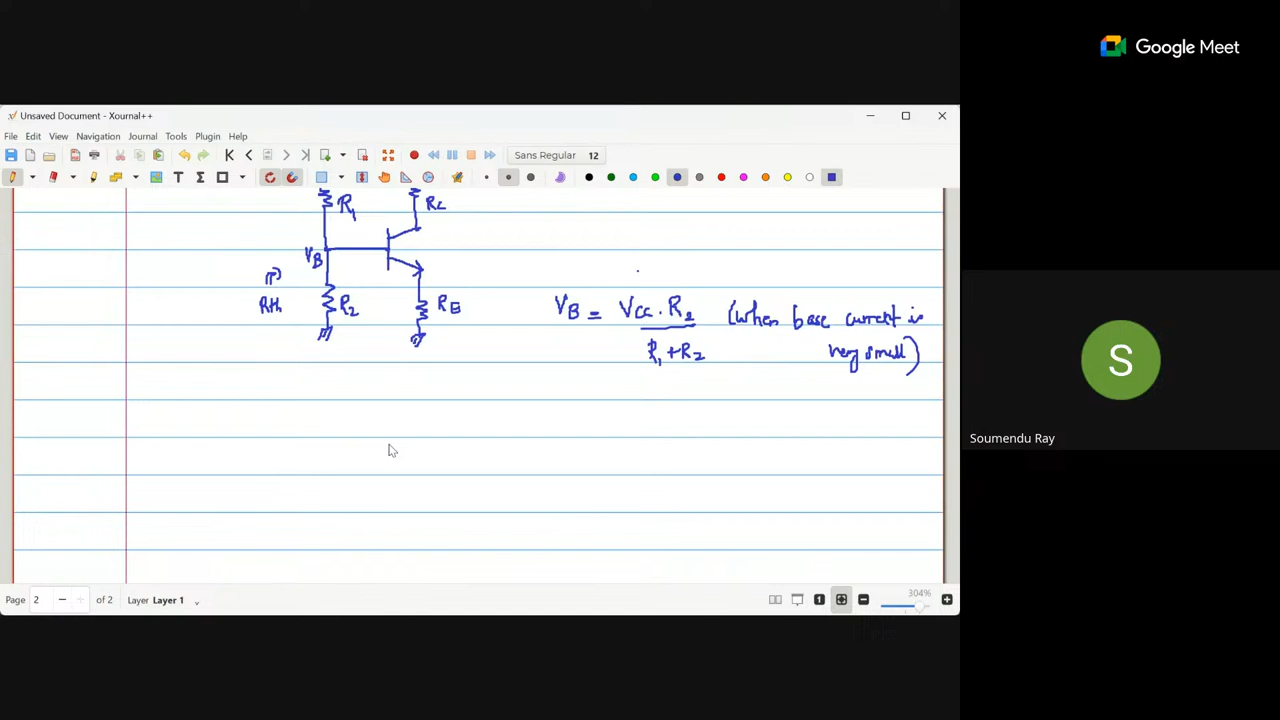 Google Meet
Unsaved Document - Xournal++
File Edit View Navigation Journal Tools Plugin Help
Sans Regular 12
R1 RC
VB
Rth R2 RE
VB = VCC . R2 (when base current is
R1 + R2 very small)
S
Soumendu Ray
Page 2 of 2 Layer Layer 1 1 304%